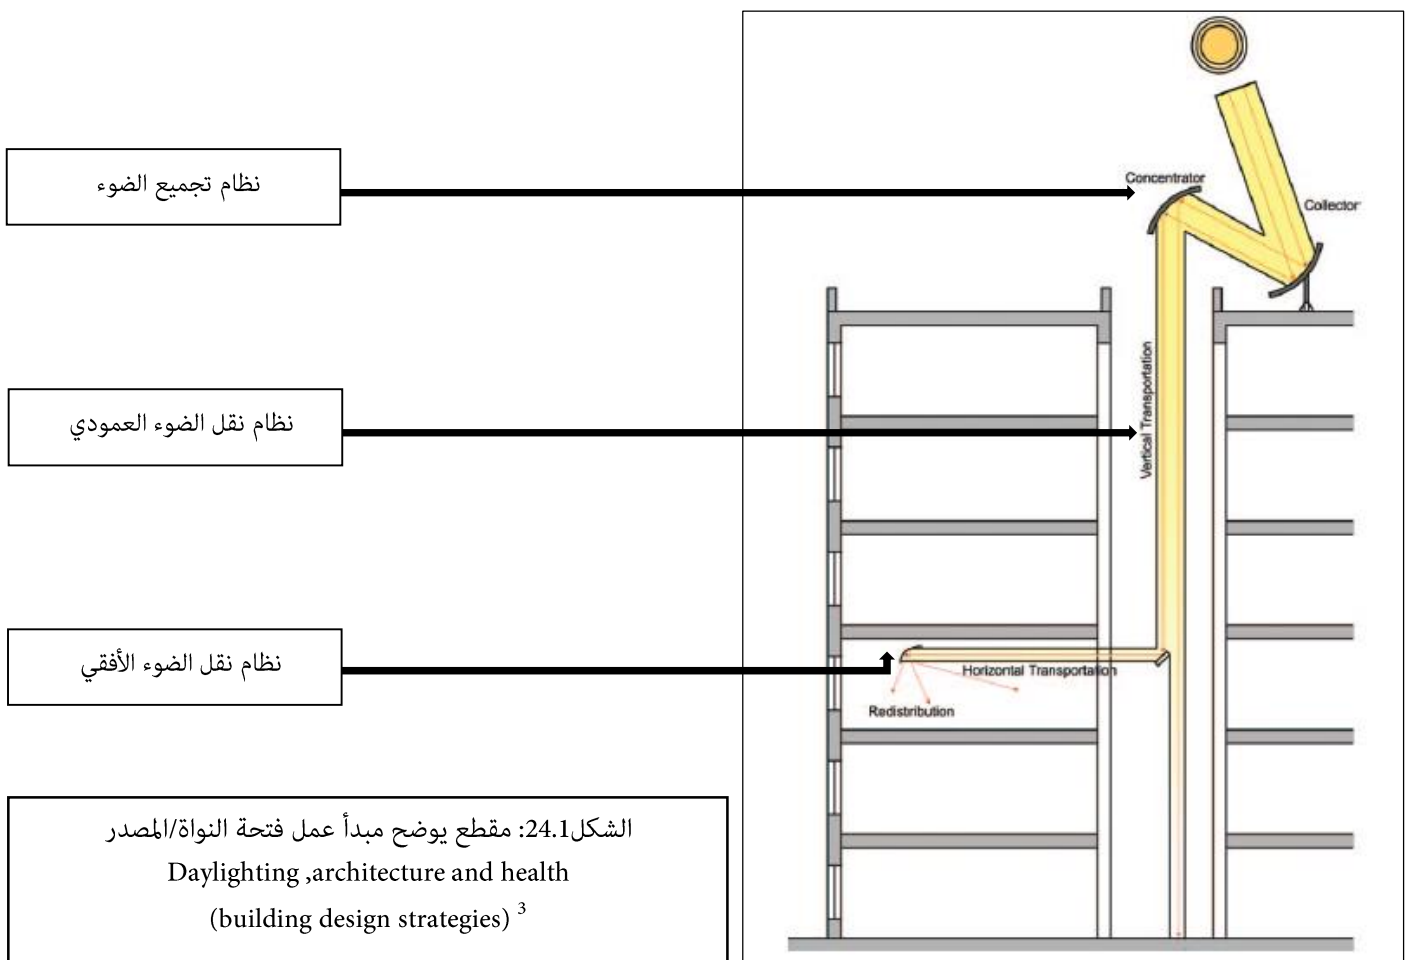 Concentrator
Collector
نظام تجميع الضوء
Vertical Transportation
نظام نقل الضوء العمودي
نظام نقل الضوء الأفقي
Horizontal Transportation
Redistribution
الشكل24.1: مقطع يوضح مبدأ عمل فتحة النواة/المصدر
Daylighting ,architecture and health
(building design strategies) 3